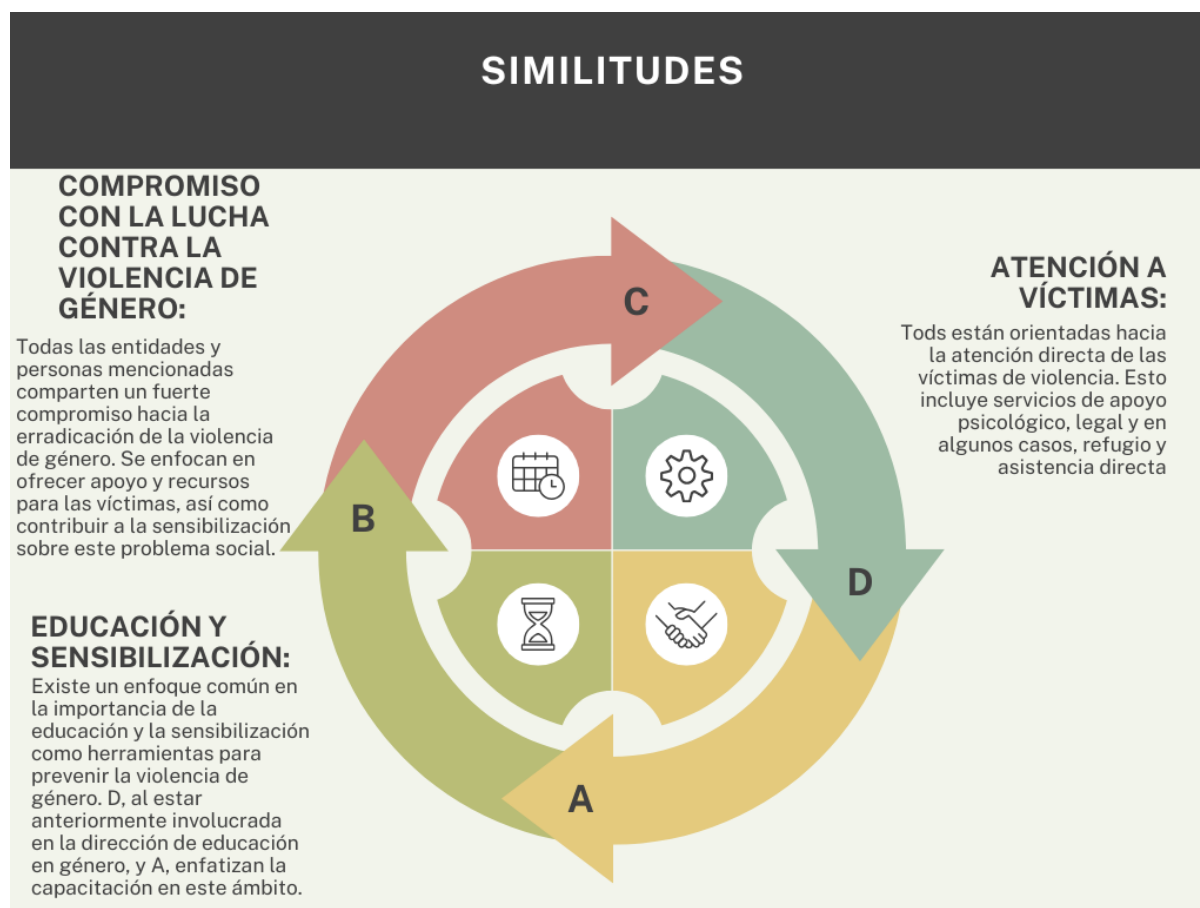 SIMILITUDES
COMPROMISO
CON LA LUCHA
CONTRA LA
VIOLENCIA DE
GÉNERO:
Todas las entidades y
personas mencionadas
comparten un fuerte
compromiso hacia la
erradicación de la violencia
de género. Se enfocan en
ofrecer apoyo y recursos
para las víctimas, así como
contribuir a la sensibilización
sobre este problema social.
EDUCACIÓN Y
SENSIBILIZACIÓN:
Existe un enfoque común en
la importancia de la
educación y la sensibilización
como herramientas para
prevenir la violencia de
género. D, al estar
anteriormente involucrada
en la dirección de educación
en género, y A, enfatizan la
capacitación en este ámbito.
C
B
D
A
ATENCIÓN A
VÍCTIMAS:
Tods están orientadas hacia
la atención directa de las
víctimas de violencia. Esto
incluye servicios de apoyo
psicológico, legal y en
algunos casos, refugio y
asistencia directa